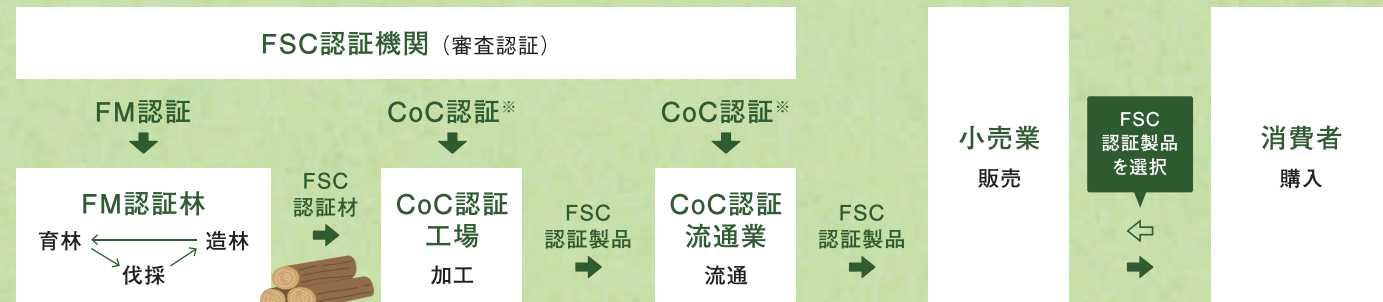 FSC認証機関（審査認証）
FM認証
CoC認証※
CoC認証※
FM認証林
育林
造林
伐採
FSC
認証材
CoC認証
工場
加工
FSC
認証製品
CoC認証
流通業
流通
FSC
認証製品
小売業
販売
FSC
認証製品
を選択
消費者
購入